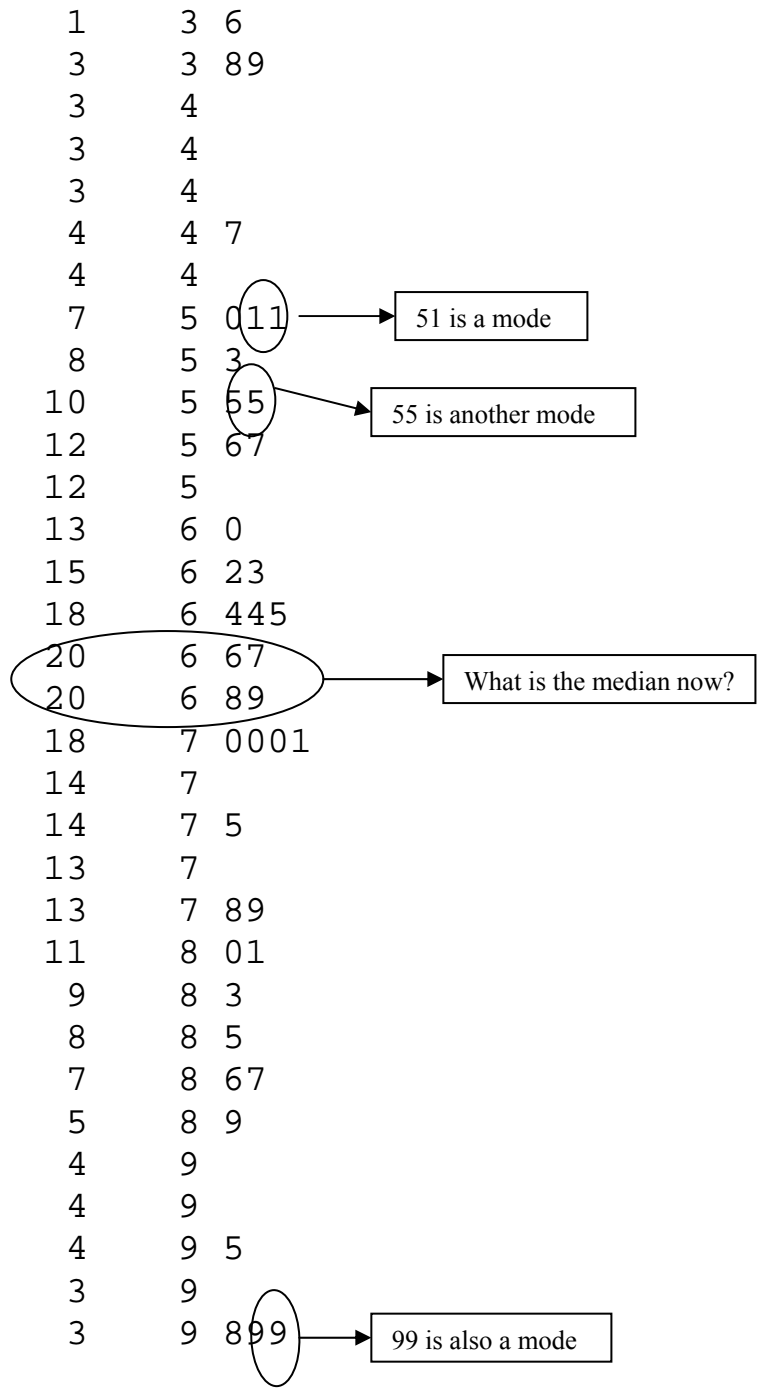 1 3 6
3 3 89
3 4
3 4
3 4
4 4 7
4 4
7 5 011 51 is a mode
8 5 3
10 5 55 55 is another mode
12 5 67
12 5
13 6 0
15 6 23
18 6 445
20 6 67
What is the median now?
20 6 89
18 7 0001
14 7
14 7 5
13 7
13 7 89
11 8 01
9 8 3
8 8 5
7 8 67
5 8 9
4 9
4 9
4 9 5
3 9
3 9 899 99 is also a mode